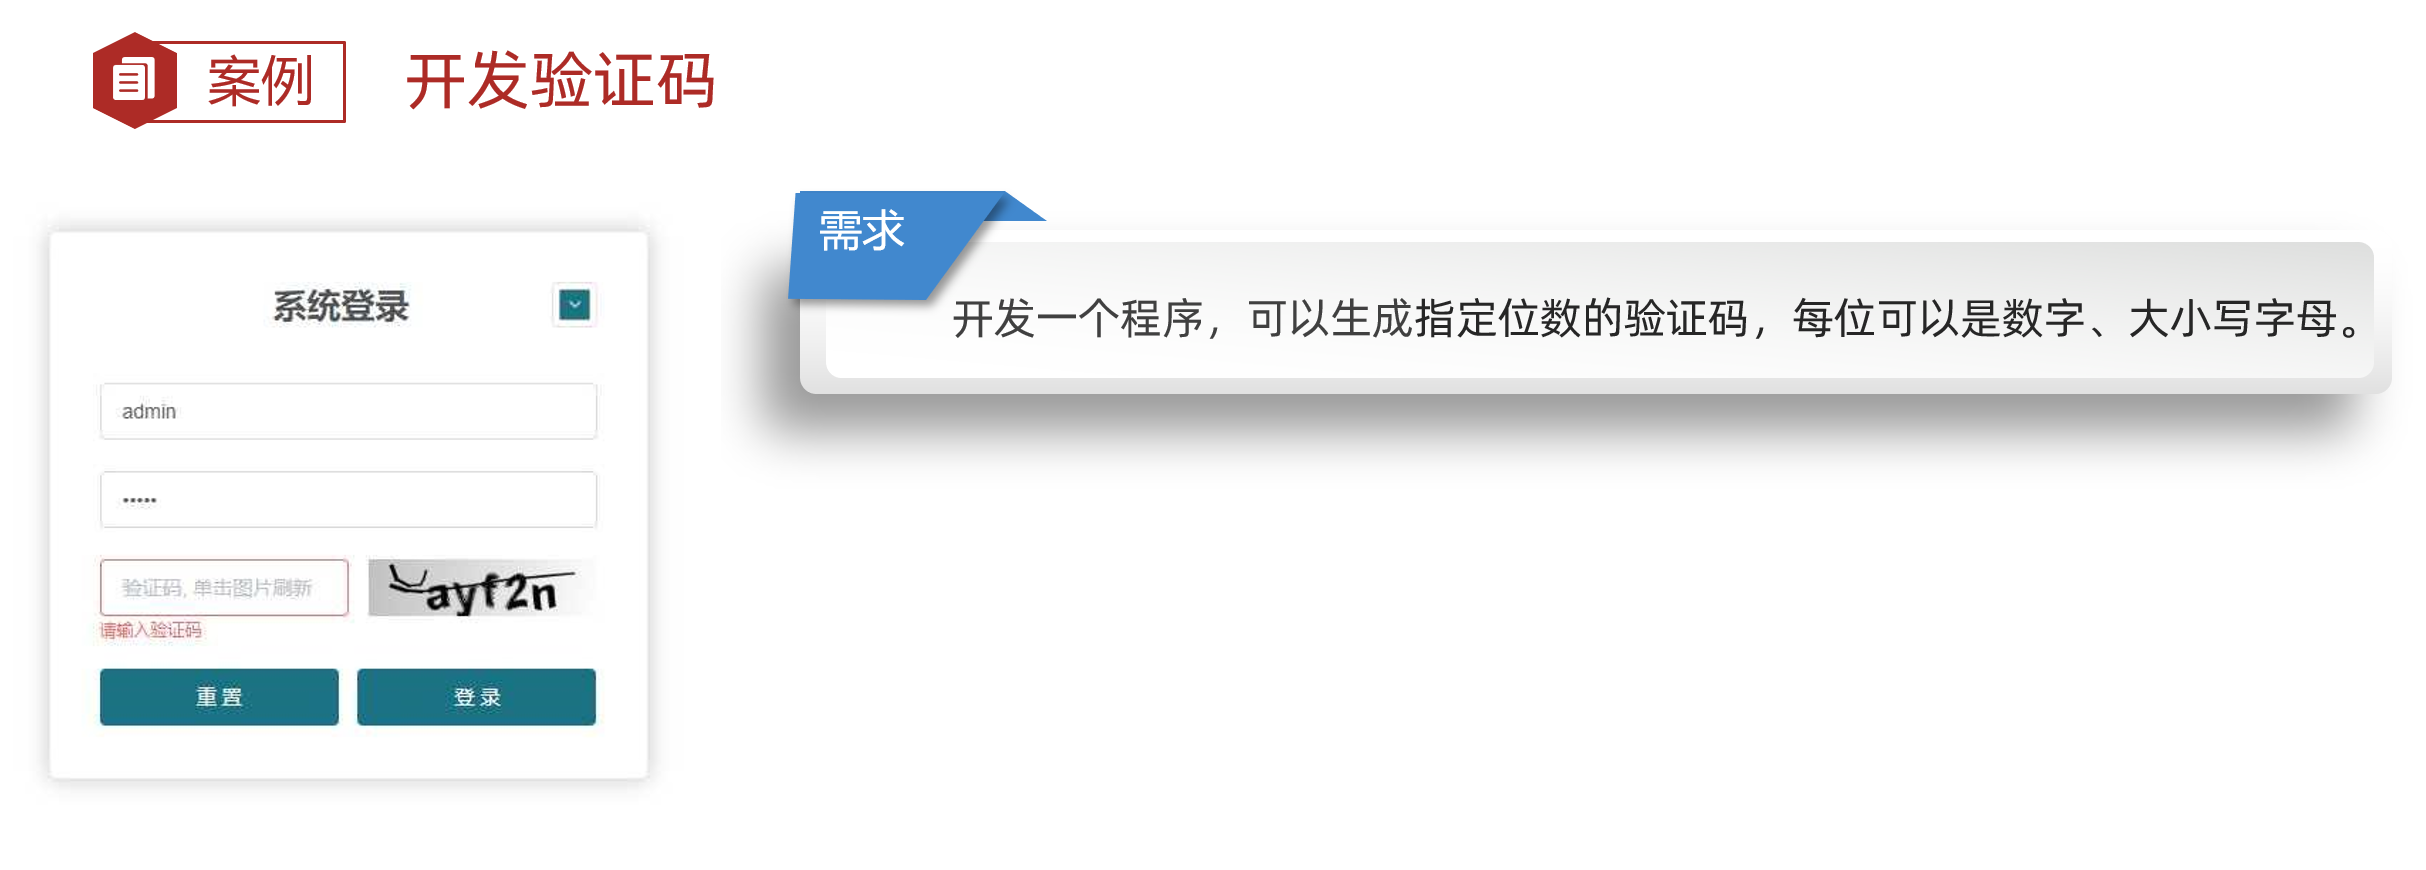 案例
开发验证码
需求
开发一个程序，可以生成指定位数的验证码，每位可以是数字、大小写字母。
系统登录
admin
•••••
验证码, 单击图片刷新
ayf2n
请输入验证码
重置
登录